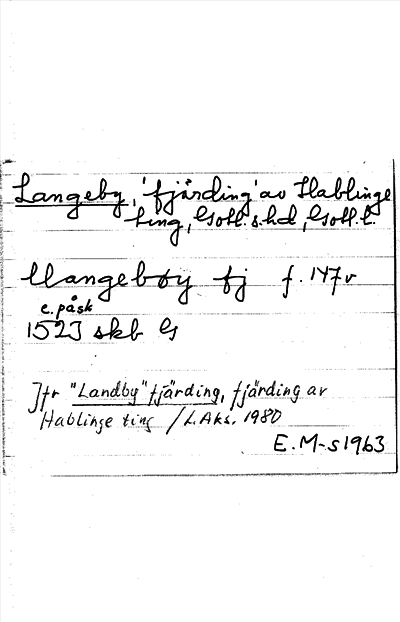 Langeby, 'fjärding' av Hablinge
ting, Gotl. s. hd, Gotl. l.
Llangebøy fj f. 147v
e. påsk
1523 skb G
Jfr "Landby" fjärding, fjärding av
Hablinge ting /L.Aks. 1980
E.M-s 1963